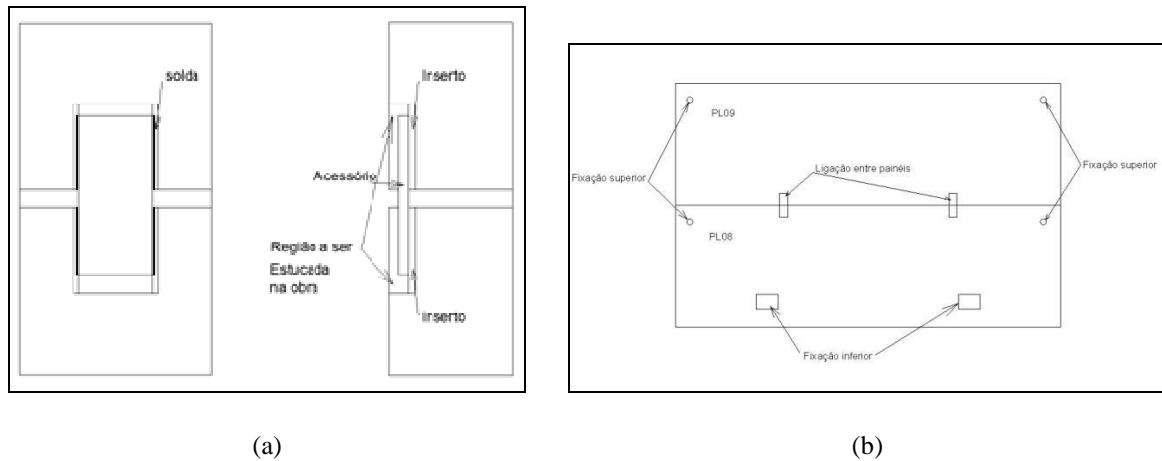 solda
Inserto
Acessório
Região a ser
Estucada
na obra
Inserto
(a)
PL09
Fixação superior
Ligação entre painéis
Fixação superior
PL08
Fixação inferior
(b)